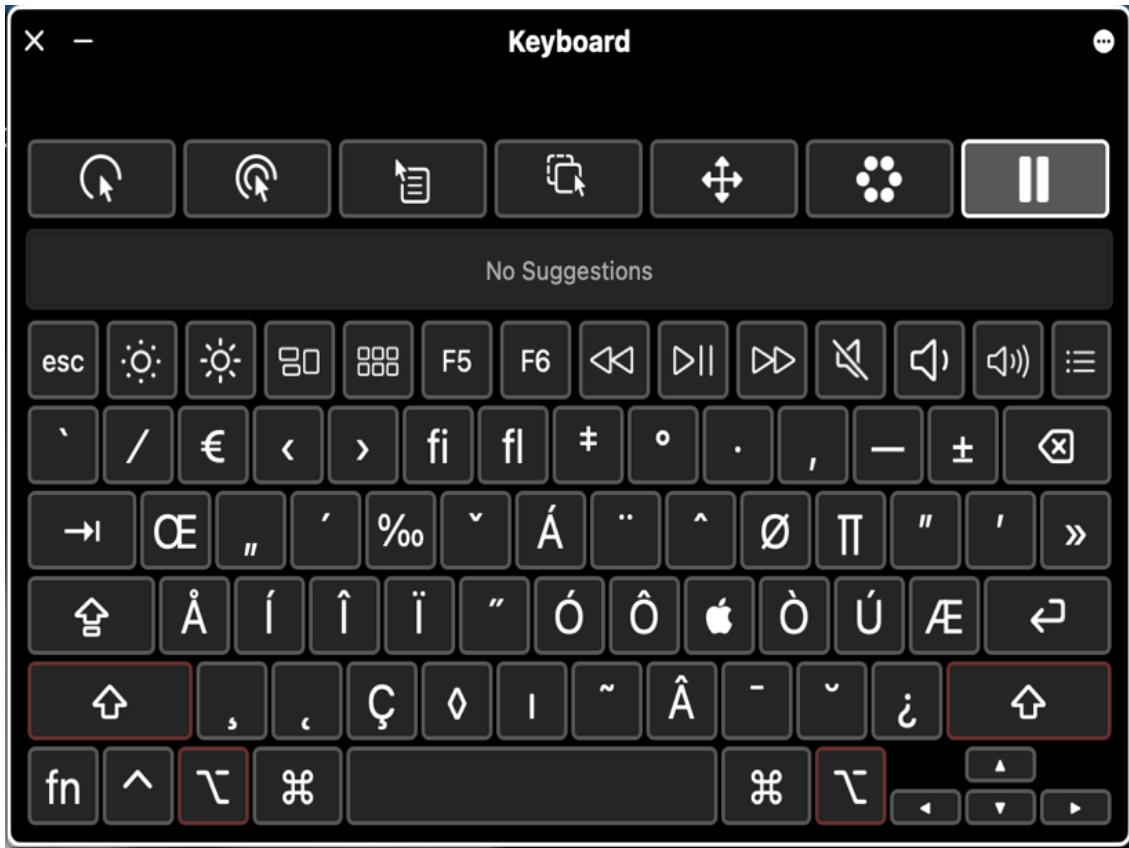 Keyboard
No Suggestions
esc F5 F6
` ⁄ € ‹ › ﬁ ﬂ ‡ ° · ‚ — ±
Œ „ ´ ‰ ˇ Á ¨ ˆ Ø ∏ " ' »
Å Í Î Ï ˝ Ó Ô  Ò Ú Æ
¸ ˛ Ç ◊ ı ˜ Â ¯ ˘ ¿
fn ^ ⌥ ⌘ ⌘ ⌥